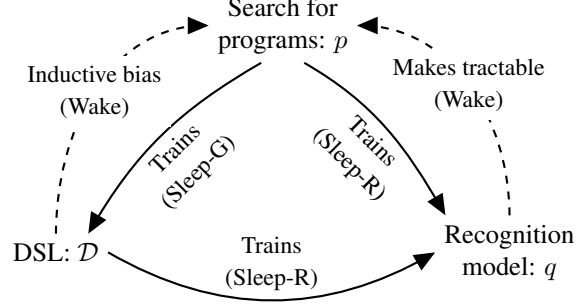 Search for
programs: p
Inductive bias
(Wake)
Makes tractable
(Wake)
Trains
(Sleep-G)
Trains
(Sleep-R)
DSL: 𝒟
Trains
(Sleep-R)
Recognition
model: q